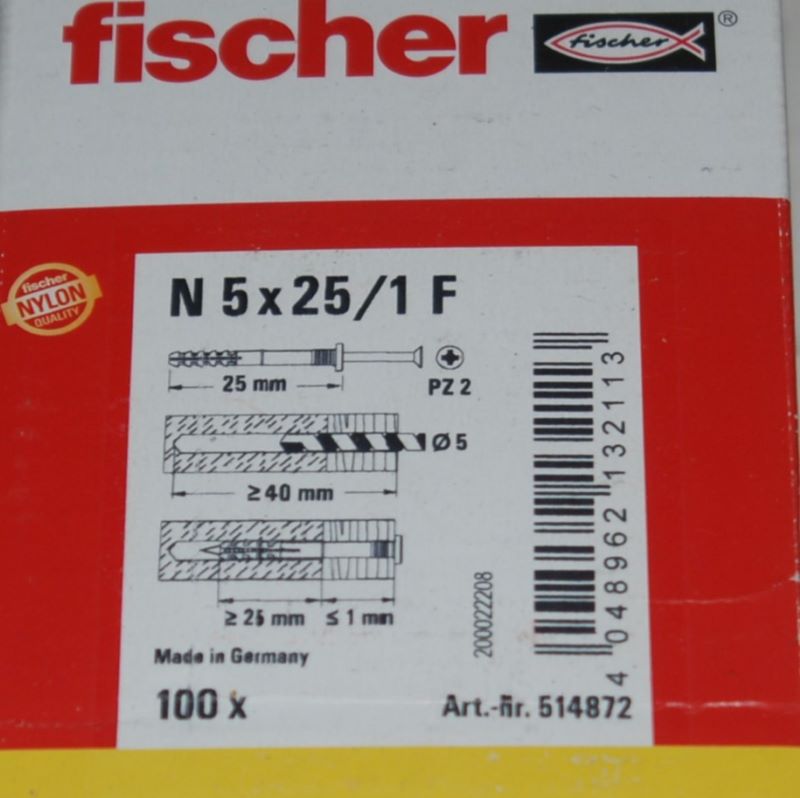 fischer
fischer ®
fischer
NYLON
QUALITY
N 5 x 25/1 F
25 mm
PZ 2
Ø 5
≥ 40 mm
≥ 25 mm
≤ 1 mm
Made in Germany
100 x
200022208
4 048962 132113
Art.-Nr. 514872